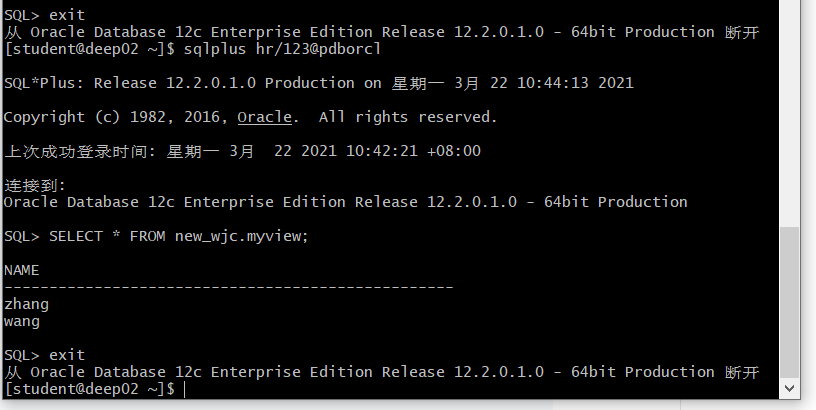 SQL> exit
从 Oracle Database 12c Enterprise Edition Release 12.2.0.1.0 - 64bit Production 断开
[student@deep02 ~]$ sqlplus hr/123@pdborcl
SQL*Plus: Release 12.2.0.1.0 Production on 星期一 3月 22 10:44:13 2021
Copyright (c) 1982, 2016, Oracle.  All rights reserved.
上次成功登录时间: 星期一 3月  22 2021 10:42:21 +08:00
连接到:
Oracle Database 12c Enterprise Edition Release 12.2.0.1.0 - 64bit Production
SQL> SELECT * FROM new_wjc.myview;
NAME
--------------------------------------------------
zhang
wang
SQL> exit
从 Oracle Database 12c Enterprise Edition Release 12.2.0.1.0 - 64bit Production 断开
[student@deep02 ~]$